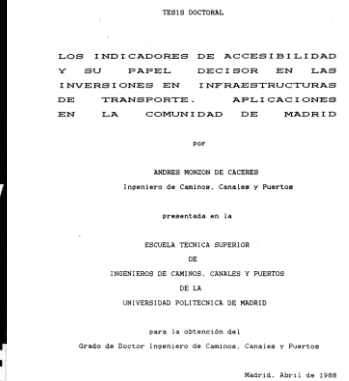 TESIS DOCTORAL
LOS INDICADORES DE ACCESIBILIDAD
Y SU PAPEL DECISOR EN LAS
INVERSIONES EN INFRAESTRUCTURAS
DE TRANSPORTE. APLICACIONES
EN LA COMUNIDAD DE MADRID
por
ANDRES MONZON DE CACERES
Ingeniero de Caminos, Canales y Puertos
presentada en la
ESCUELA TECNICA SUPERIOR
DE
INGENIEROS DE CAMINOS, CANALES Y PUERTOS
DE LA
UNIVERSIDAD POLITECNICA DE MADRID
para la obtención del
Grado de Doctor Ingeniero de Caminos, Canales y Puertos
Madrid, Abril de 1988